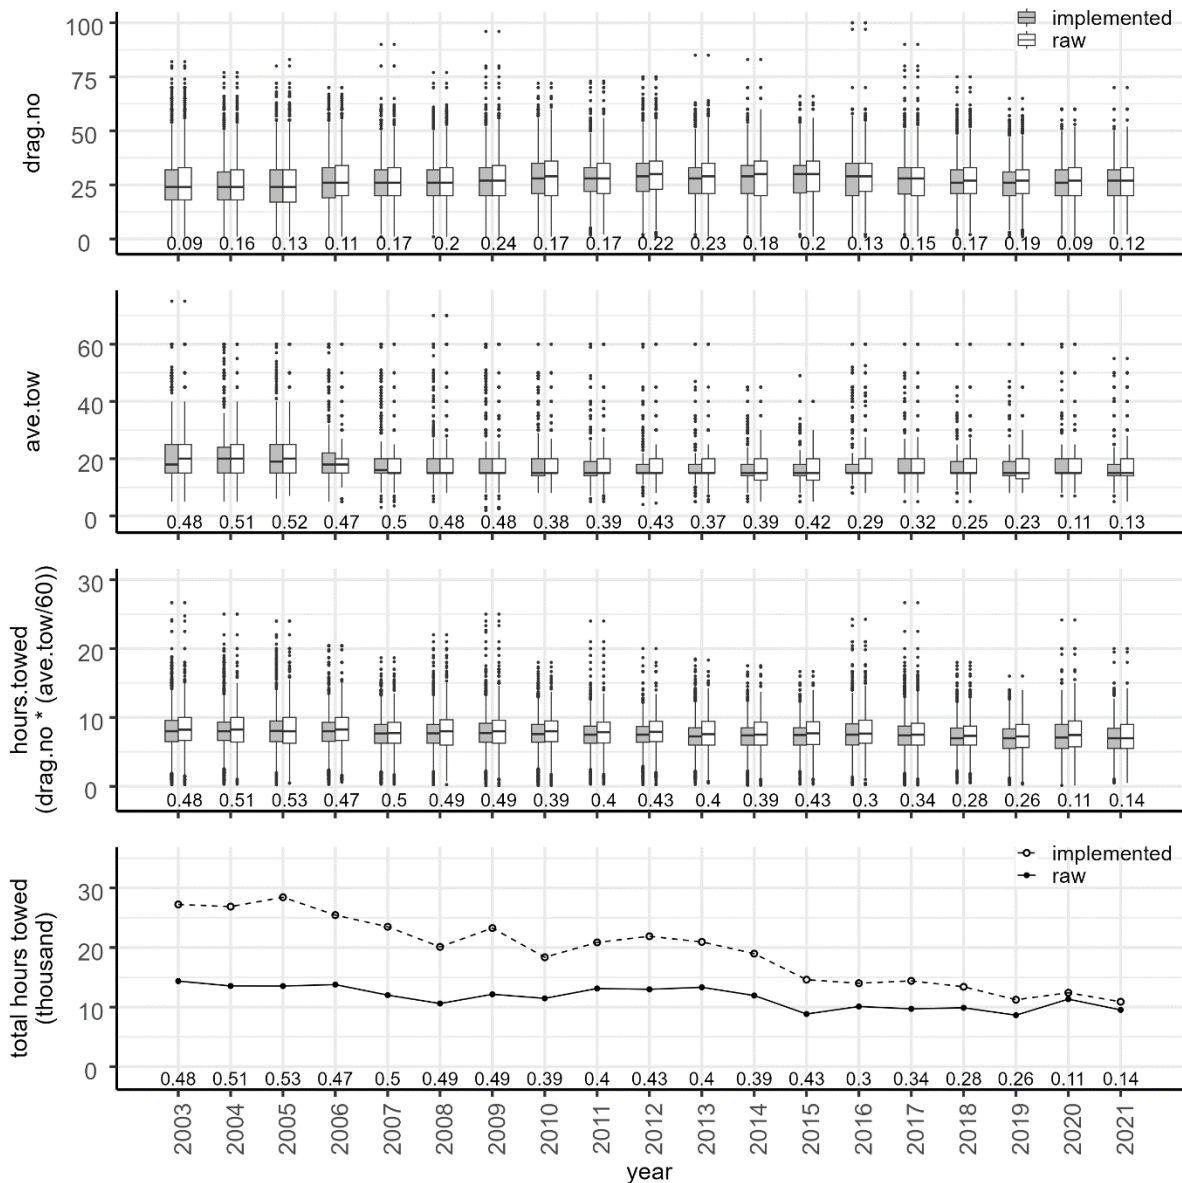 implemented
raw
drag.no
100
75
50
25
0
0.09 0.16 0.13 0.11 0.17 0.2 0.24 0.17 0.17 0.22 0.23 0.18 0.2 0.13 0.15 0.17 0.19 0.09 0.12
ave.tow
60
40
20
0
0.48 0.51 0.52 0.47 0.5 0.48 0.48 0.38 0.39 0.43 0.37 0.39 0.42 0.29 0.32 0.25 0.23 0.11 0.13
hours.towed
(drag.no * (ave.tow/60))
30
20
10
0
0.48 0.51 0.53 0.47 0.5 0.49 0.49 0.39 0.4 0.43 0.4 0.39 0.43 0.3 0.34 0.28 0.26 0.11 0.14
implemented
raw
total hours towed
(thousand)
30
20
10
0
0.48 0.51 0.53 0.47 0.5 0.49 0.49 0.39 0.4 0.43 0.4 0.39 0.43 0.3 0.34 0.28 0.26 0.11 0.14
2003 2004 2005 2006 2007 2008 2009 2010 2011 2012 2013 2014 2015 2016 2017 2018 2019 2020 2021
year